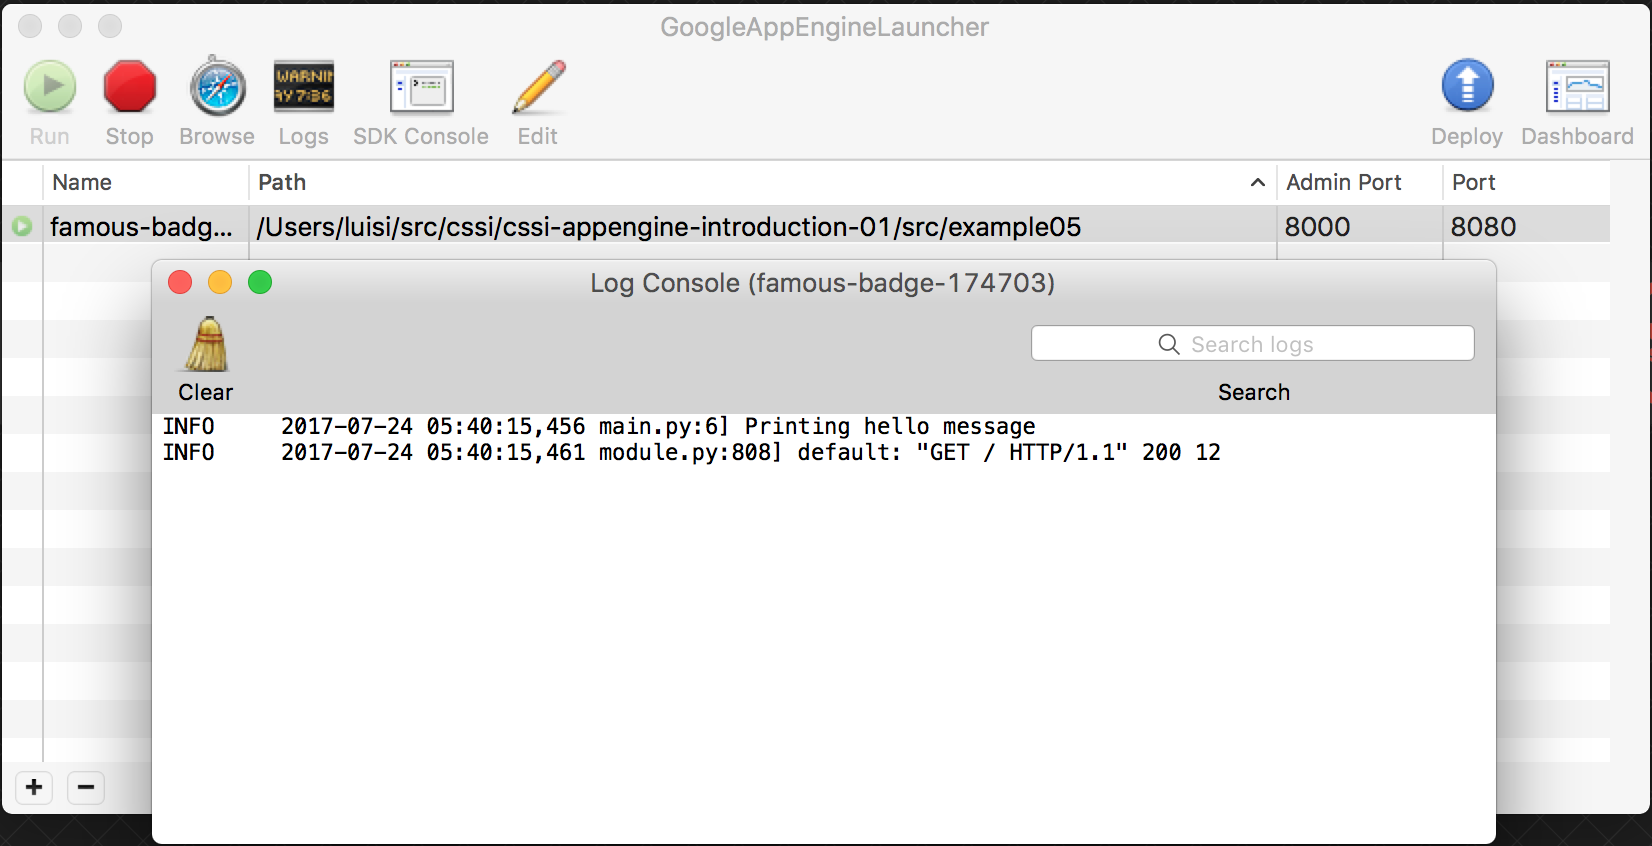 GoogleAppEngineLauncher
WARNIN
AY 7:36
Run Stop Browse Logs SDK Console Edit Deploy Dashboard
Name Path Admin Port Port
famous-badg... /Users/luisi/src/cssi/cssi-appengine-introduction-01/src/example05 8000 8080
Log Console (famous-badge-174703)
Search logs
Clear Search
INFO 2017-07-24 05:40:15,456 main.py:6] Printing hello message
INFO 2017-07-24 05:40:15,461 module.py:808] default: "GET / HTTP/1.1" 200 12